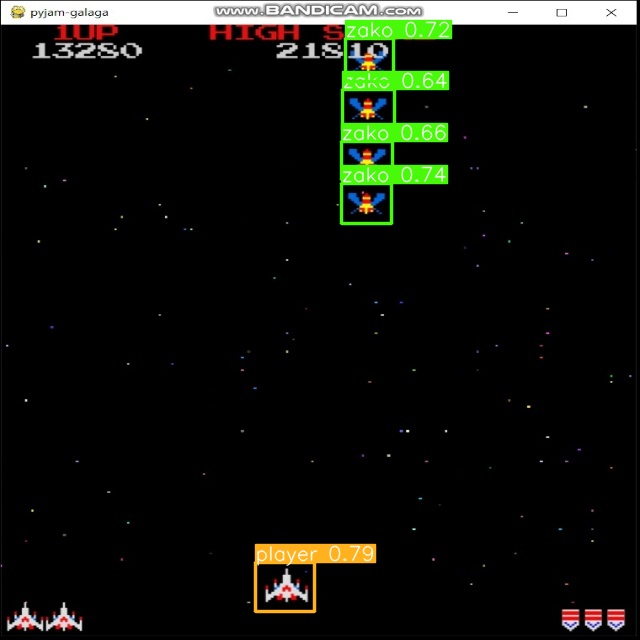 pyjam-galaga
www.BANDICAM.com
1UP HIGH S
13280 21810
zako 0.72
zako 0.64
zako 0.66
zako 0.74
player 0.79